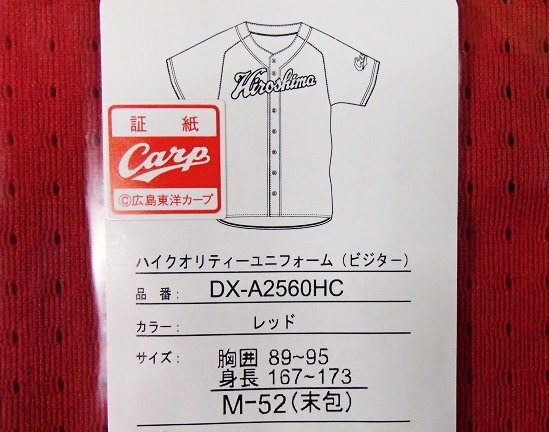 Hiroshima
証紙
Carp
©広島東洋カープ
ハイクオリティーユニフォーム（ビジター）
品番： DX-A2560HC
カラー： レッド
サイズ： 胸囲 89~95
身長 167~173
M-52（末包）